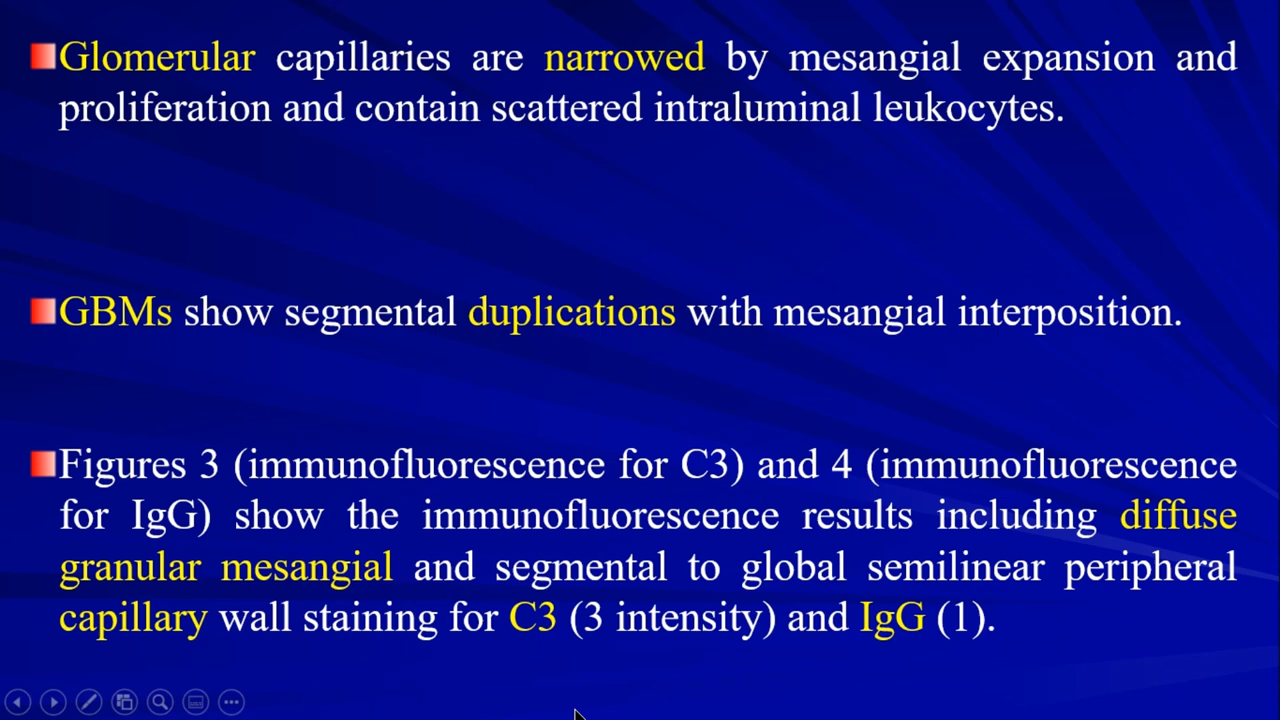 Glomerular capillaries are narrowed by mesangial expansion and
proliferation and contain scattered intraluminal leukocytes.
GBMs show segmental duplications with mesangial interposition.
Figures 3 (immunofluorescence for C3) and 4 (immunofluorescence
for IgG) show the immunofluorescence results including diffuse
granular mesangial and segmental to global semilinear peripheral
capillary wall staining for C3 (3 intensity) and IgG (1).